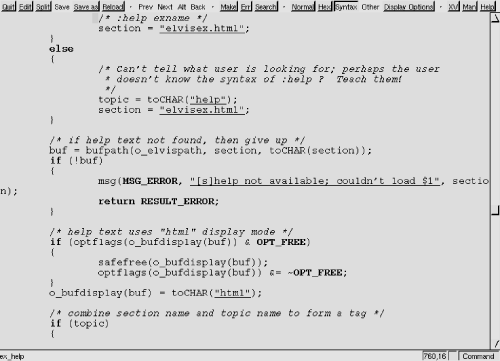 Quit Edit Split Save Save as Reload - Prev Next Alt Back - Make Err Search - Normal Hex Syntax Other Display Options - XV Man Help
/* :help exname */
section = "elvisex.html";
}
else
{
/* Can't tell what user is looking for; perhaps the user
* doesn't know the syntax of :help ?  Teach them!
*/
topic = toCHAR("help");
section = "elvisex.html";
}
/* if help text not found, then give up */
buf = bufpath(o_elvispath, section, toCHAR(section));
if (!buf)
{
msg(MSG_ERROR, "[s]help not available; couldn't load $1", sectio
n);
return RESULT_ERROR;
}
/* help text uses "html" display mode */
if (optflags(o_bufdisplay(buf)) & OPT_FREE)
{
safefree(o_bufdisplay(buf));
optflags(o_bufdisplay(buf)) &= ~OPT_FREE;
}
o_bufdisplay(buf) = toCHAR("html");
/* combine section name and topic name to form a tag */
if (topic)
{
ex_help 760,16 Command